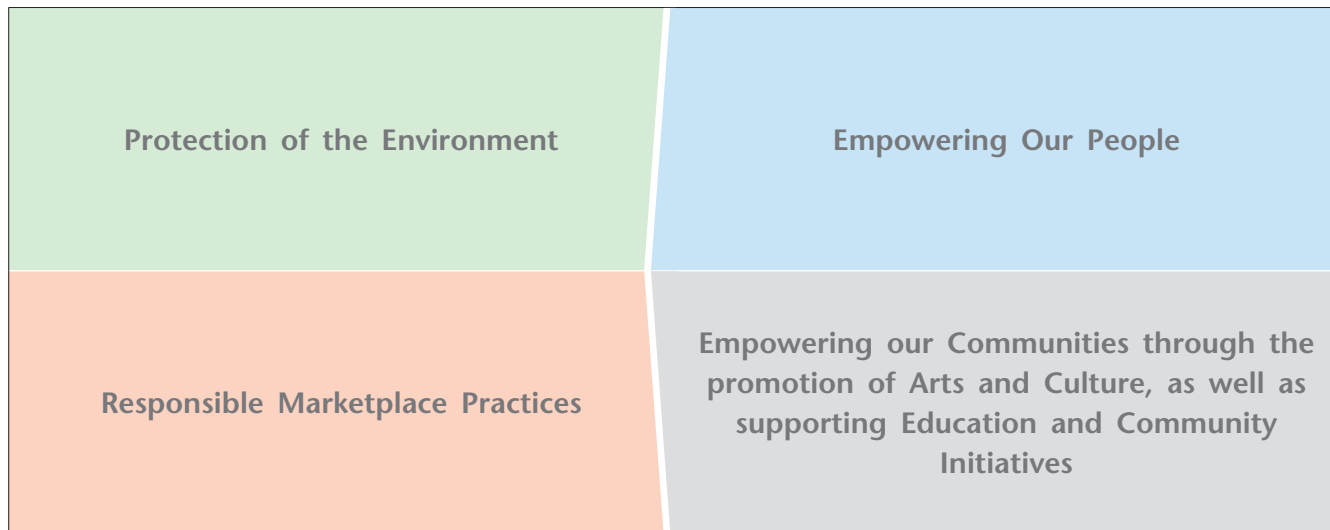 Protection of the Environment
Empowering Our People
Responsible Marketplace Practices
Empowering our Communities through the
promotion of Arts and Culture, as well as
supporting Education and Community
Initiatives